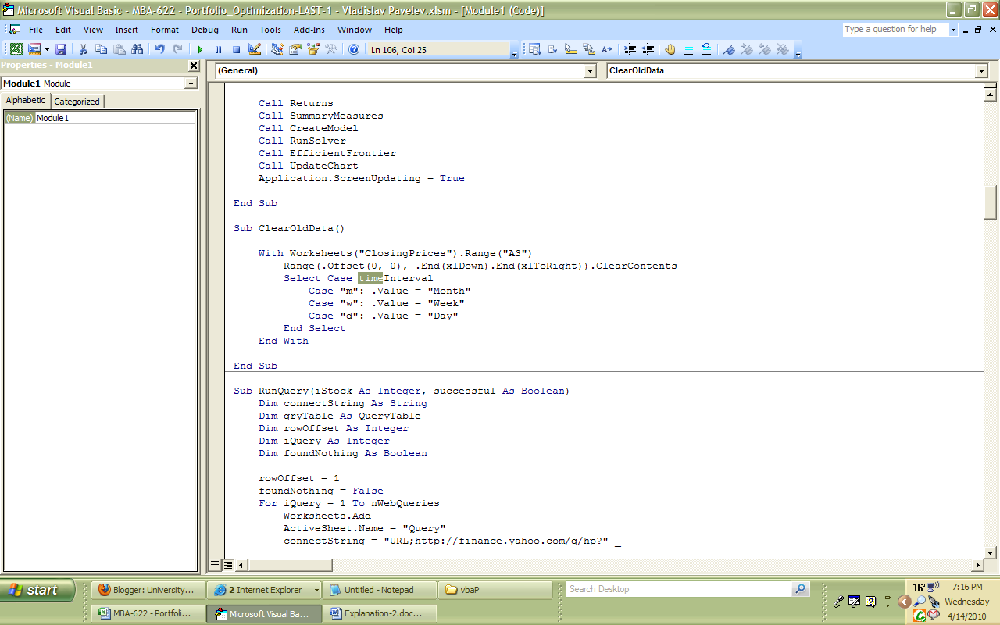 Microsoft Visual Basic - MBA-622 - Portfolio_Optimization-LAST-1 - Vladislav Pavelev.xlsm - [Module1 (Code)]
File Edit View Insert Format Debug Run Tools Add-Ins Window Help
Type a question for help
Ln 106, Col 25
Properties - Module1
Module1 Module
Alphabetic Categorized
(Name) Module1
(General)
ClearOldData
Call Returns
Call SummaryMeasures
Call CreateModel
Call RunSolver
Call EfficientFrontier
Call UpdateChart
Application.ScreenUpdating = True
End Sub
Sub ClearOldData()
With Worksheets("ClosingPrices").Range("A3")
Range(.Offset(0, 0), .End(xlDown).End(xlToRight)).ClearContents
Select Case timeInterval
Case "m": .Value = "Month"
Case "w": .Value = "Week"
Case "d": .Value = "Day"
End Select
End With
End Sub
Sub RunQuery(iStock As Integer, successful As Boolean)
Dim connectString As String
Dim qryTable As QueryTable
Dim rowOffset As Integer
Dim iQuery As Integer
Dim foundNothing As Boolean
rowOffset = 1
foundNothing = False
For iQuery = 1 To nWebQueries
Worksheets.Add
ActiveSheet.Name = "Query"
connectString = "URL;http://finance.yahoo.com/q/hp?" _
start
Blogger: University...
2 Internet Explorer
Untitled - Notepad
vbaP
Search Desktop
16°
7:16 PM
MBA-622 - Portfoli...
Microsoft Visual Ba...
Explanation-2.doc...
Wednesday
4/14/2010